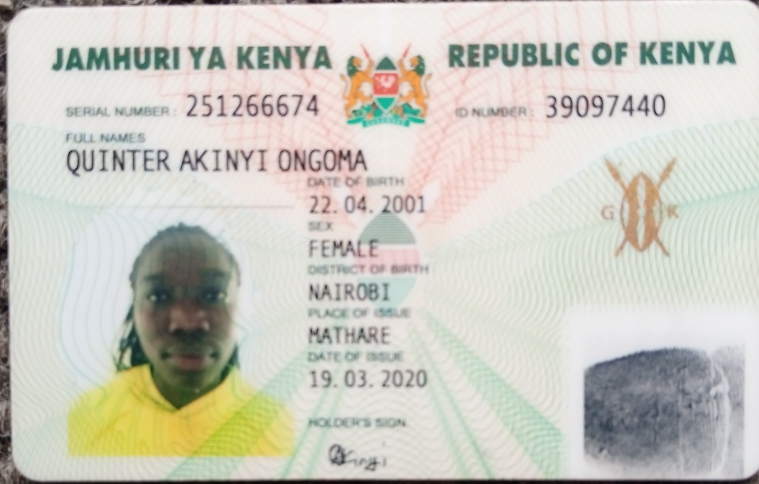 JAMHURI YA KENYA REPUBLIC OF KENYA
SERIAL NUMBER: 251266674 ID NUMBER: 39097440
FULL NAMES
QUINTER AKINYI ONGOMA
DATE OF BIRTH
22. 04. 2001
SEX
FEMALE
G K
DISTRICT OF BIRTH
NAIROBI
PLACE OF ISSUE
MATHARE
DATE OF ISSUE
19. 03. 2020
HOLDER'S SIGN.